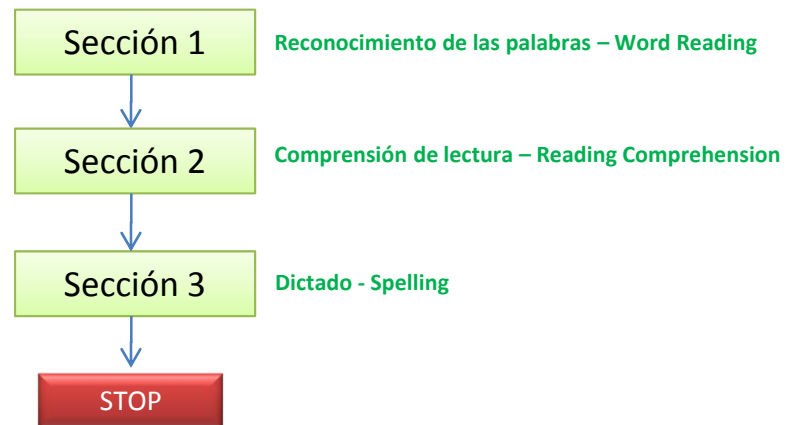 Sección 1
Reconocimiento de las palabras – Word Reading
Sección 2
Comprensión de lectura – Reading Comprehension
Sección 3
Dictado - Spelling
STOP